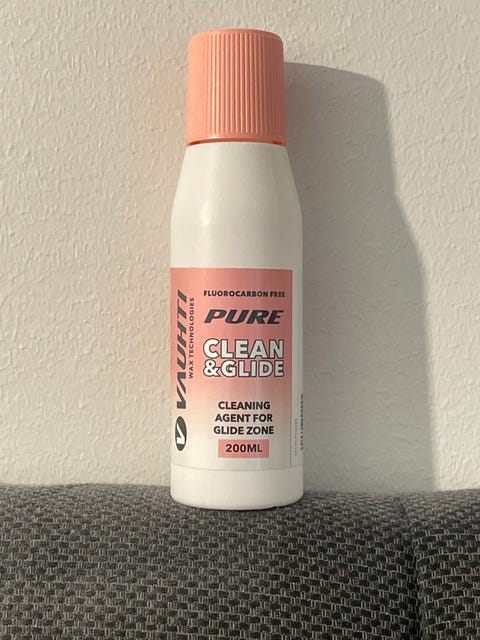 VAUHTI
WAX TECHNOLOGIES
FLUOROCARBON FREE
PURE
CLEAN
&GLIDE
CLEANING
AGENT FOR
GLIDE ZONE
200ML